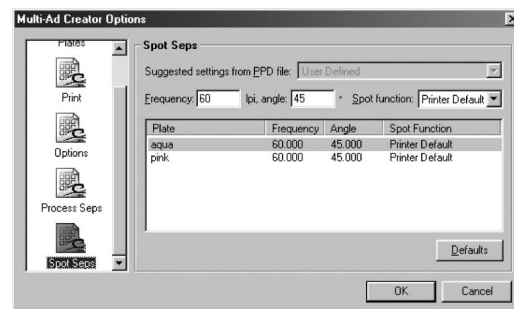 Multi-Ad Creator Options
Plates
Print
Options
Process Seps
Spot Seps
Spot Seps
Suggested settings from PPD file: User Defined
Frequency: 60 lpi, angle: 45 ° Spot function: Printer Default
Plate Frequency Angle Spot Function
aqua 60.000 45.000 Printer Default
pink 60.000 45.000 Printer Default
Defaults
OK Cancel